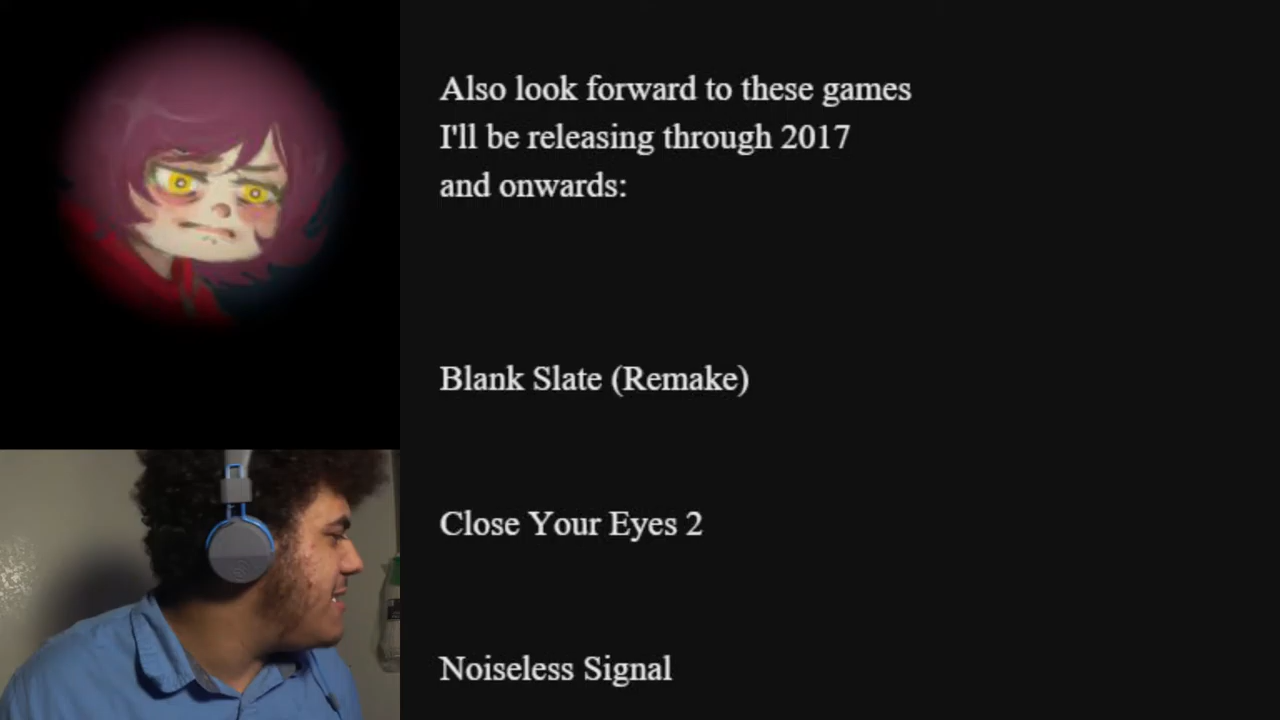 Also look forward to these games
I'll be releasing through 2017
and onwards:
Blank Slate (Remake)
Close Your Eyes 2
Noiseless Signal